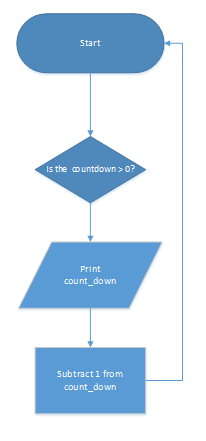 Start
Is the countdown > 0?
Print
count_down
Subtract 1 from
count_down